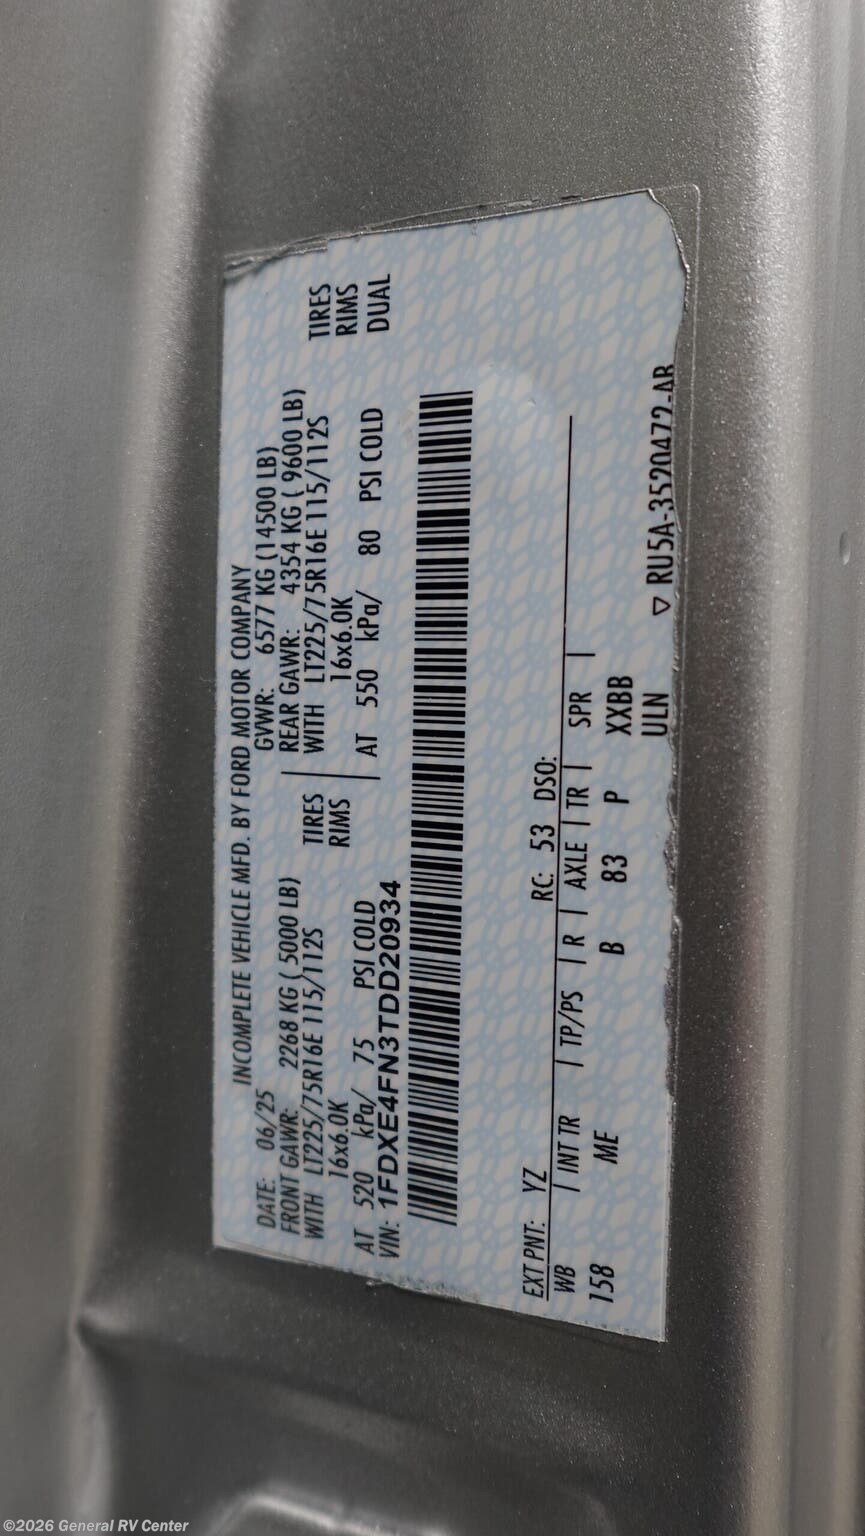 INCOMPLETE VEHICLE MFD. BY FORD MOTOR COMPANY
DATE: 06/25 GVWR: 6577 KG (14500 LB)
FRONT GAWR: 2268 KG ( 5000 LB) REAR GAWR: 4354 KG ( 9600 LB)
WITH LT225/75R16E 115/112S TIRES WITH LT225/75R16E 115/112S TIRES
16x6.0K RIMS 16x6.0K RIMS
AT 520 kPa/ 75 PSI COLD AT 550 kPa/ 80 PSI COLD DUAL
VIN: 1FDXE4FN3TDD20934
EXT PNT: YZ RC: 53 DSO:
WB INT TR TP/PS R AXLE TR SPR
158 ME B 83 P XXBB
ULN ▽ RU5A-3520472-AB
©2026 General RV Center